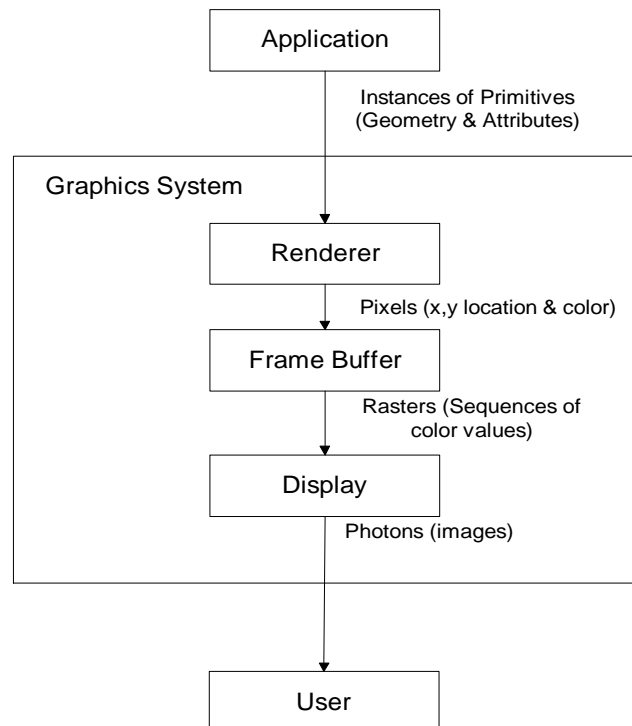 Application
Instances of Primitives
(Geometry & Attributes)
Graphics System
Renderer
Pixels (x,y location & color)
Frame Buffer
Rasters (Sequences of
color values)
Display
Photons (images)
User